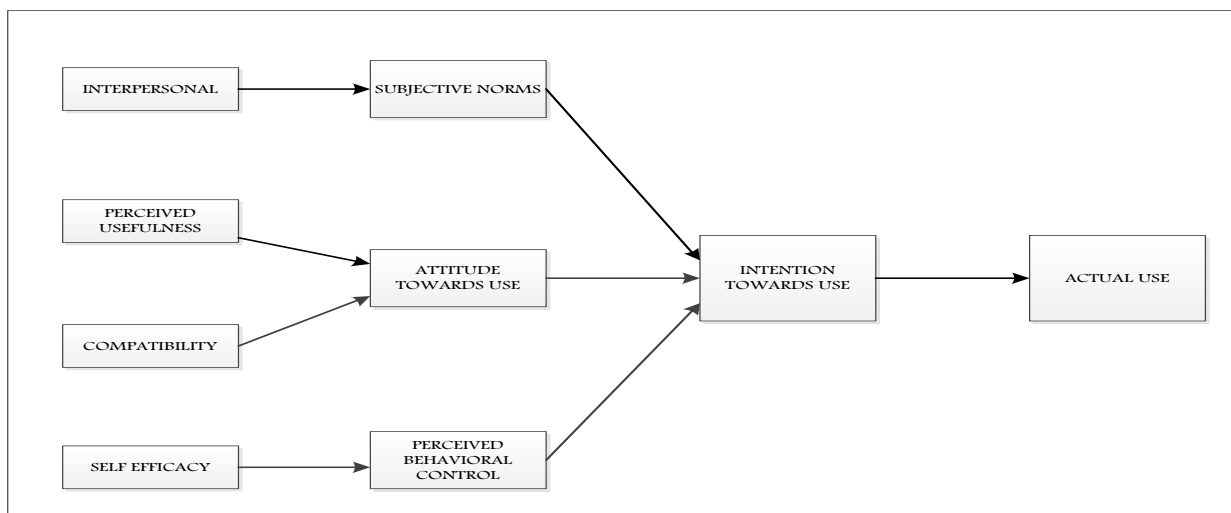 INTERPERSONAL
SUBJECTIVE NORMS
PERCEIVED
USEFULNESS
ATTITUDE
TOWARDS USE
INTENTION
TOWARDS USE
ACTUAL USE
COMPATIBILITY
SELF EFFICACY
PERCEIVED
BEHAVIORAL
CONTROL